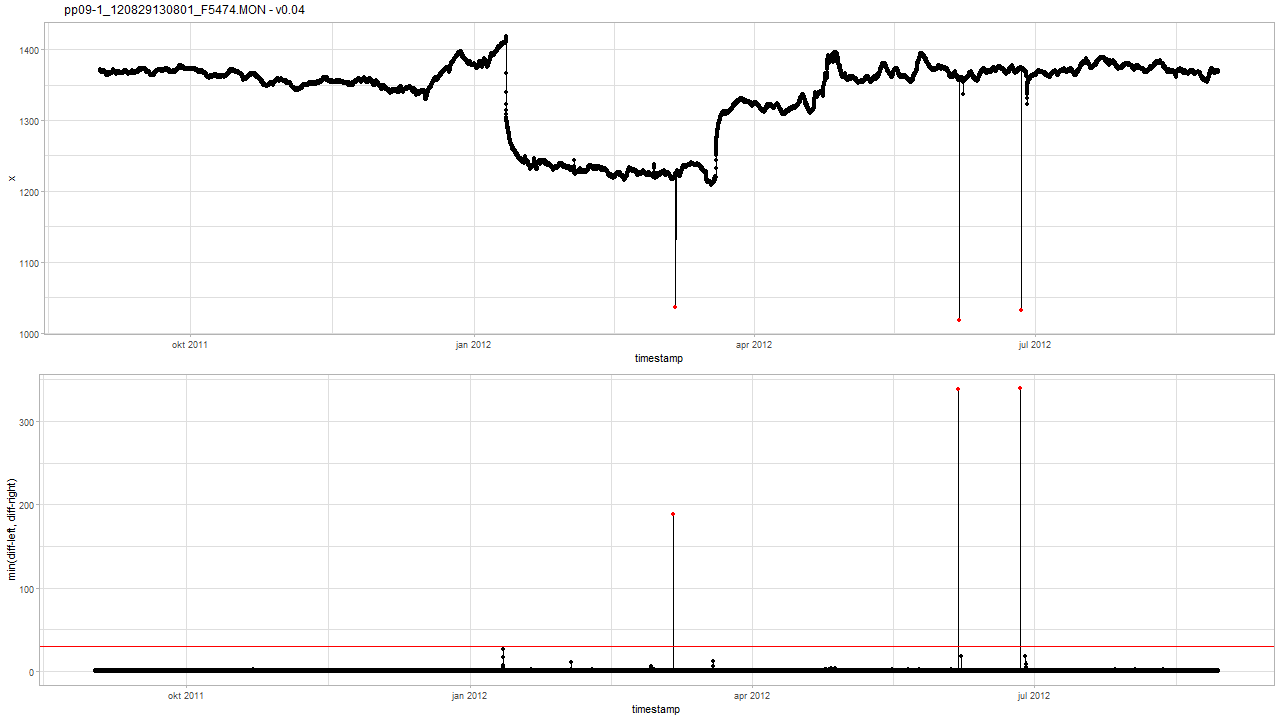 pp09-1_120829130801_F5474.MON - v0.04
1400
1300
1200
1100
1000
x
okt 2011
jan 2012
apr 2012
jul 2012
timestamp
300
200
100
0
min(diff-left, diff-right)
okt 2011
jan 2012
apr 2012
jul 2012
timestamp